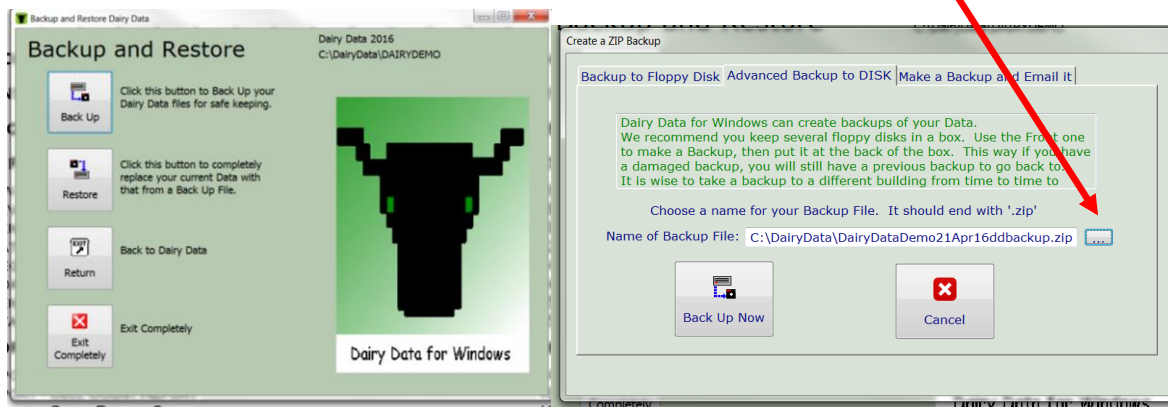 Backup and Restore Dairy Data
Backup and Restore
Dairy Data 2016
C:\DairyData\DAIRYDEMO
Back Up
Click this button to Back Up your
Dairy Data files for safe keeping.
Restore
Click this button to completely
replace your current Data with
that from a Back Up File.
EXIT
Return
Back to Dairy Data
Exit
Completely
Exit Completely
Dairy Data for Windows
Create a ZIP Backup
Backup to Floppy Disk
Advanced Backup to DISK
Make a Backup and Email it
Dairy Data for Windows can create backups of your Data.
We recommend you keep several floppy disks in a box. Use the Front one
to make a Backup, then put it at the back of the box. This way if you have
a damaged backup, you will still have a previous backup to go back to.
It is wise to take a backup to a different building from time to time to
Choose a name for your Backup File. It should end with '.zip'
Name of Backup File: C:\DairyData\DairyDataDemo21Apr16ddbackup.zip ...
Back Up Now
Cancel
Completely
Dairy Data for Windows